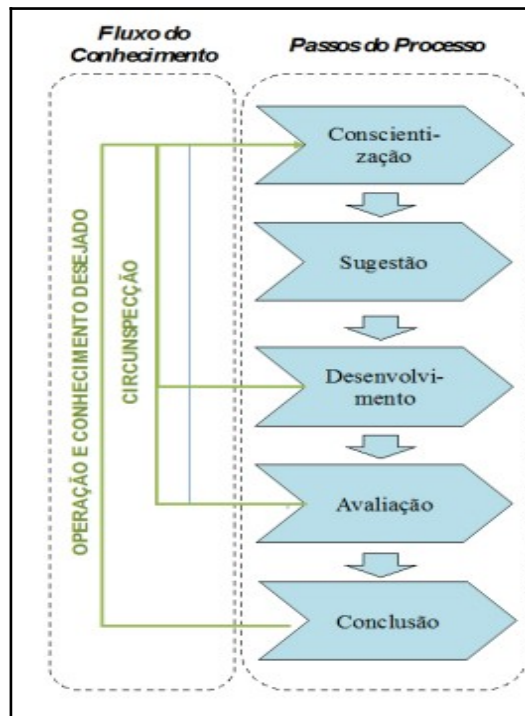 Fluxo do
Conhecimento
Passos do Processo
OPERAÇÃO E CONHECIMENTO DESEJADO
CIRCUNSPECÇÃO
Conscienti-
zação
Sugestão
Desenvolvi-
mento
Avaliação
Conclusão